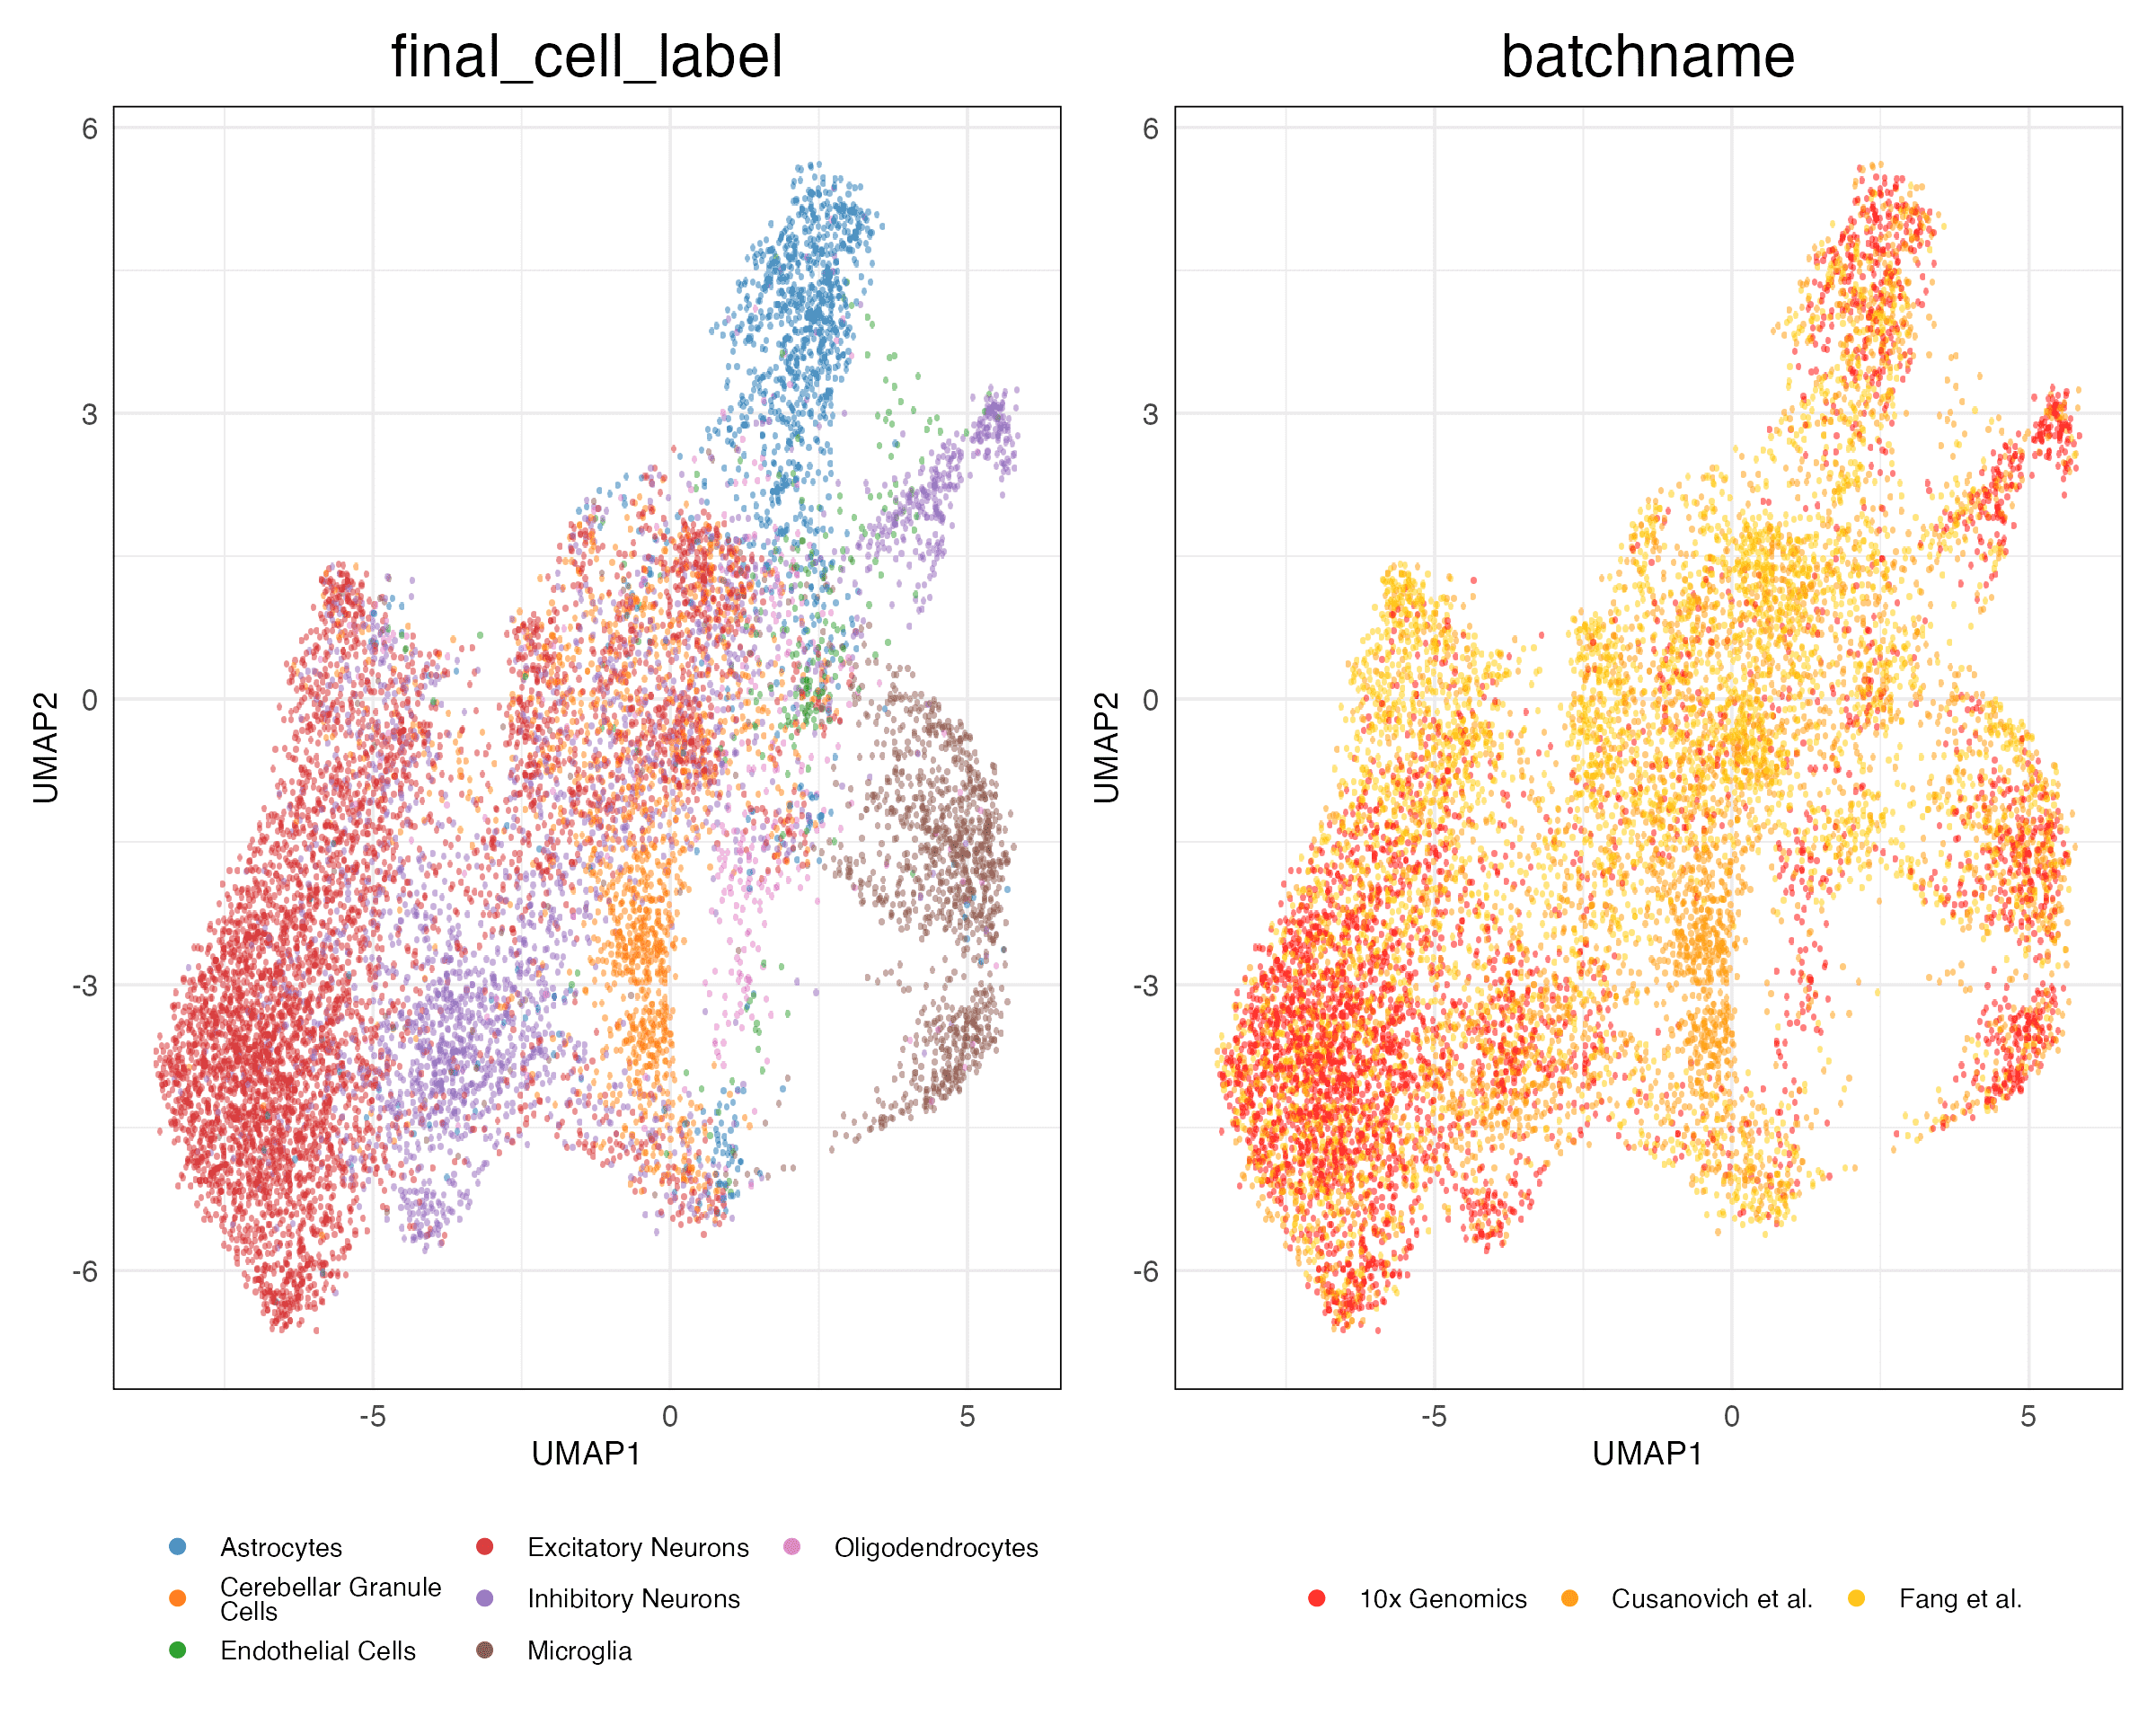 final_cell_label
batchname
6
3
0
-3
-6
UMAP2
-5
0
5
UMAP1
6
3
0
-3
-6
UMAP2
-5
0
5
UMAP1
Astrocytes
Excitatory Neurons
Oligodendrocytes
Cerebellar Granule
Cells
Inhibitory Neurons
Endothelial Cells
Microglia
10x Genomics
Cusanovich et al.
Fang et al.